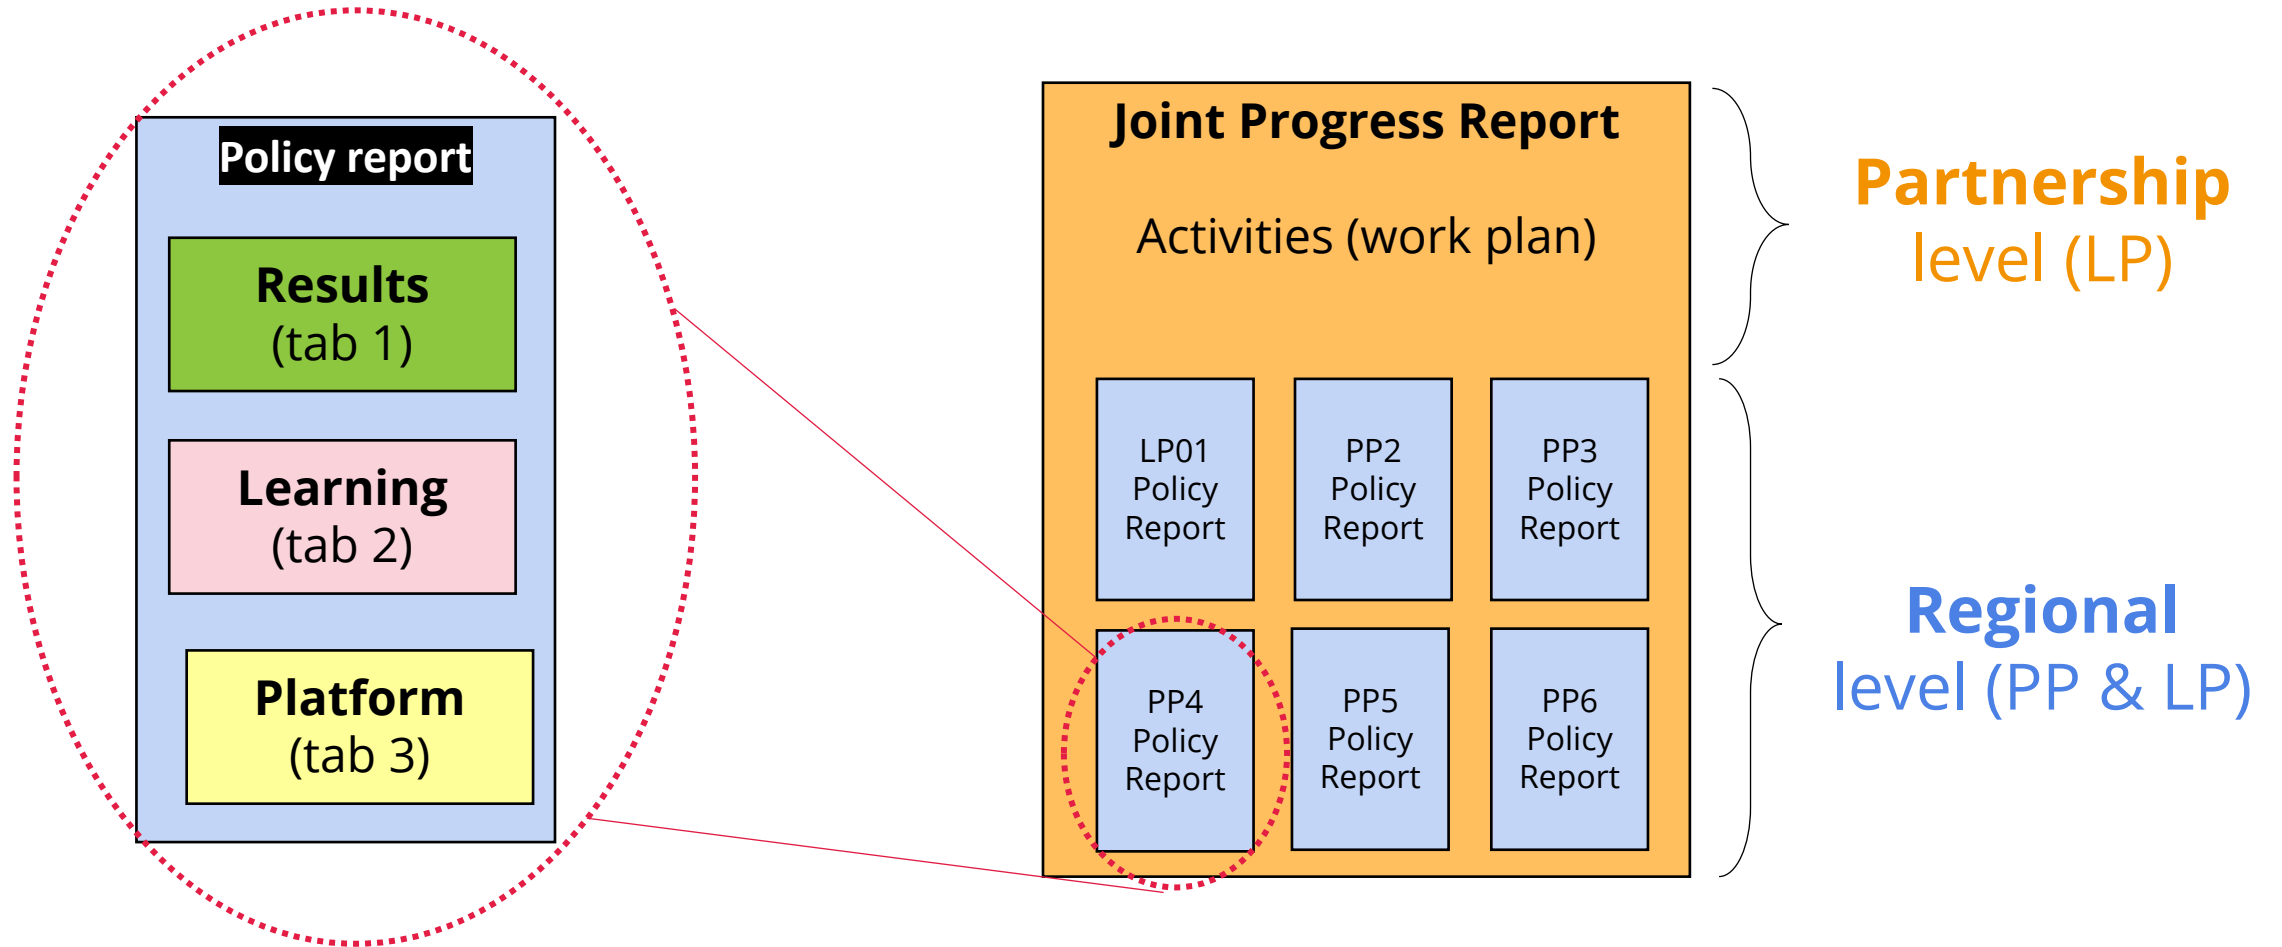 Policy report
Results
(tab 1)
Learning
(tab 2)
Platform
(tab 3)
Joint Progress Report
Activities (work plan)
LP01
Policy
Report
PP2
Policy
Report
PP3
Policy
Report
PP4
Policy
Report
PP5
Policy
Report
PP6
Policy
Report
Partnership
level (LP)
Regional
level (PP & LP)